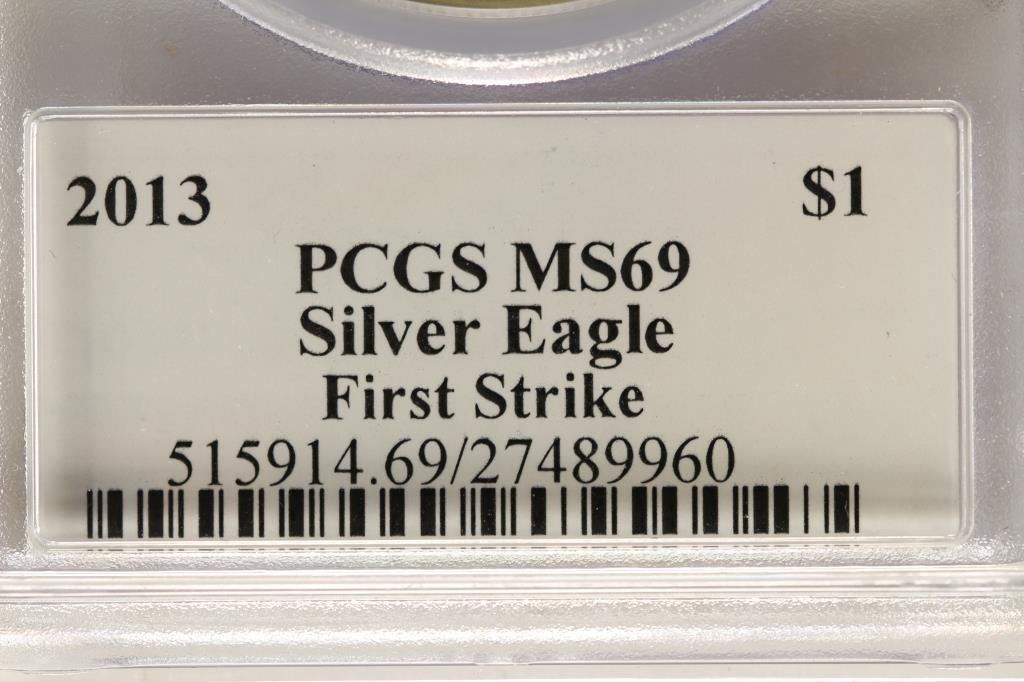 2013 $1
PCGS MS69
Silver Eagle
First Strike
515914.69/27489960